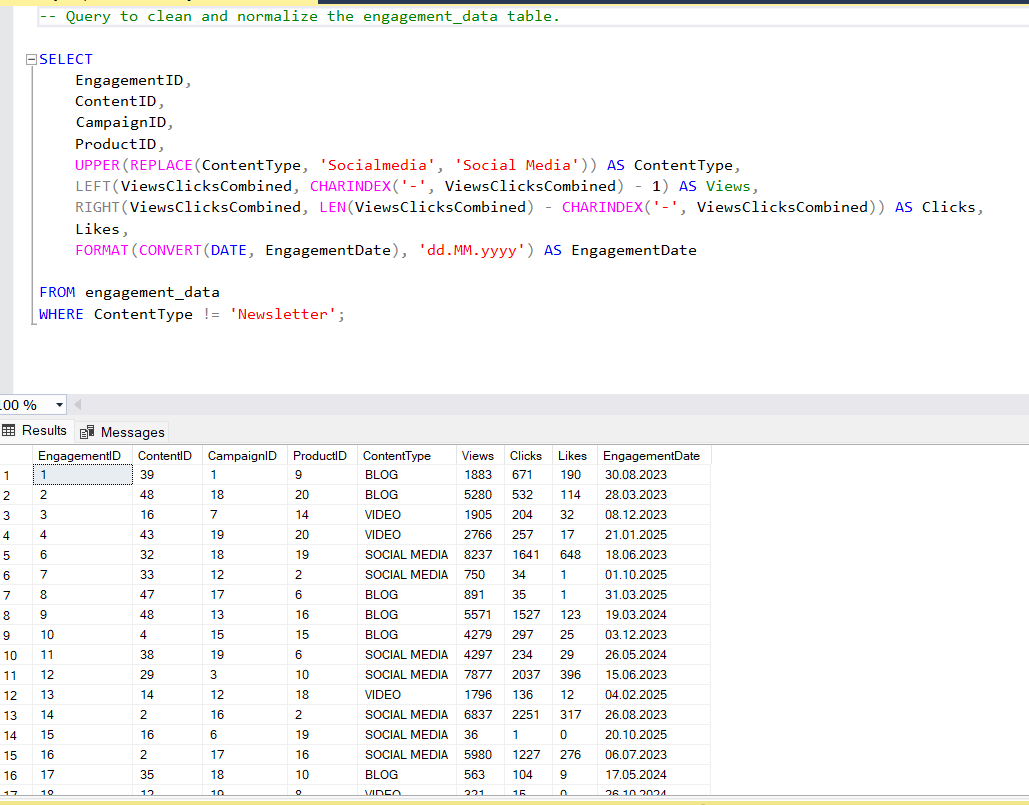 -- Query to clean and normalize the engagement_data table.
SELECT
EngagementID,
ContentID,
CampaignID,
ProductID,
UPPER(REPLACE(ContentType, 'Socialmedia', 'Social Media')) AS ContentType,
LEFT(ViewsClicksCombined, CHARINDEX('-', ViewsClicksCombined) - 1) AS Views,
RIGHT(ViewsClicksCombined, LEN(ViewsClicksCombined) - CHARINDEX('-', ViewsClicksCombined)) AS Clicks,
Likes,
FORMAT(CONVERT(DATE, EngagementDate), 'dd.MM.yyyy') AS EngagementDate
FROM engagement_data
WHERE ContentType != 'Newsletter';
100 %
Results Messages
EngagementID ContentID CampaignID ProductID ContentType Views Clicks Likes EngagementDate
1 1 39 1 9 BLOG 1883 671 190 30.08.2023
2 2 48 18 20 BLOG 5280 532 114 28.03.2023
3 3 16 7 14 VIDEO 1905 204 32 08.12.2023
4 4 43 19 20 VIDEO 2766 257 17 21.01.2025
5 6 32 18 19 SOCIAL MEDIA 8237 1641 648 18.06.2023
6 7 33 12 2 SOCIAL MEDIA 750 34 1 01.10.2025
7 8 47 17 6 BLOG 891 35 1 31.03.2025
8 9 48 13 16 BLOG 5571 1527 123 19.03.2024
9 10 4 15 15 BLOG 4279 297 25 03.12.2023
10 11 38 19 6 SOCIAL MEDIA 4297 234 29 26.05.2024
11 12 29 3 10 SOCIAL MEDIA 7877 2037 396 15.06.2023
12 13 14 12 18 VIDEO 1796 136 12 04.02.2025
13 14 2 16 2 SOCIAL MEDIA 6837 2251 317 26.08.2023
14 15 16 6 19 SOCIAL MEDIA 36 1 0 20.10.2025
15 16 2 17 16 SOCIAL MEDIA 5980 1227 276 06.07.2023
16 17 35 18 10 BLOG 563 104 9 17.05.2024
17 18 12 19 8 VIDEO 321 15 0 26.10.2024